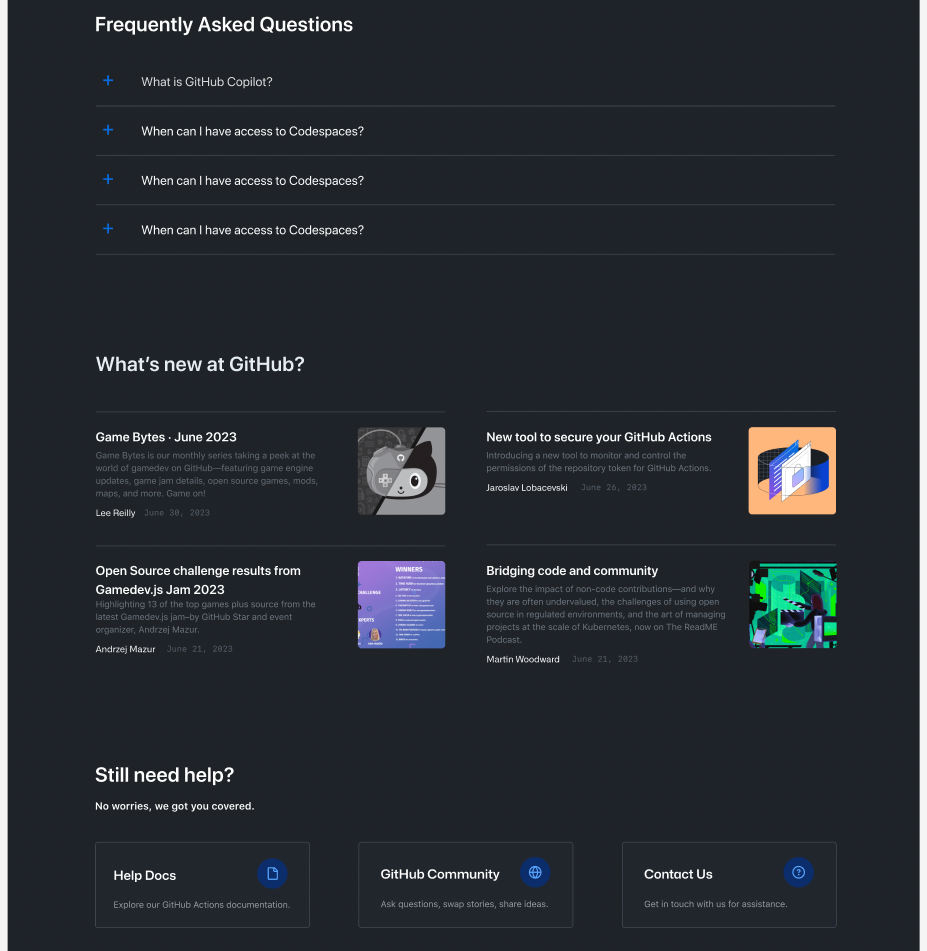 Frequently Asked Questions
What is GitHub Copilot?
When can I have access to Codespaces?
When can I have access to Codespaces?
When can I have access to Codespaces?
What's new at GitHub?
Game Bytes · June 2023
Game Bytes is our monthly series taking a peek at the
world of gamedev on GitHub—featuring game engine
updates, game jam details, open source games, mods,
maps, and more. Game on!
Lee Reilly June 30, 2023
New tool to secure your GitHub Actions
Introducing a new tool to monitor and control the
permissions of the repository token for GitHub Actions.
Jaroslav Lobacevski June 26, 2023
Open Source challenge results from
Gamedev.js Jam 2023
Highlighting 13 of the top games plus source from the
latest Gamedev.js jam–by GitHub Star and event
organizer, Andrzej Mazur.
Andrzej Mazur June 21, 2023
WINNERS
CHALLENGE
XPERTS
Bridging code and community
Explore the impact of non-code contributions—and why
they are often undervalued, the challenges of using open
source in regulated environments, and the art of managing
projects at the scale of Kubernetes, now on The ReadME
Podcast.
Martin Woodward June 21, 2023
Still need help?
No worries, we got you covered.
Help Docs
Explore our GitHub Actions documentation.
GitHub Community
Ask questions, swap stories, share ideas.
Contact Us
Get in touch with us for assistance.